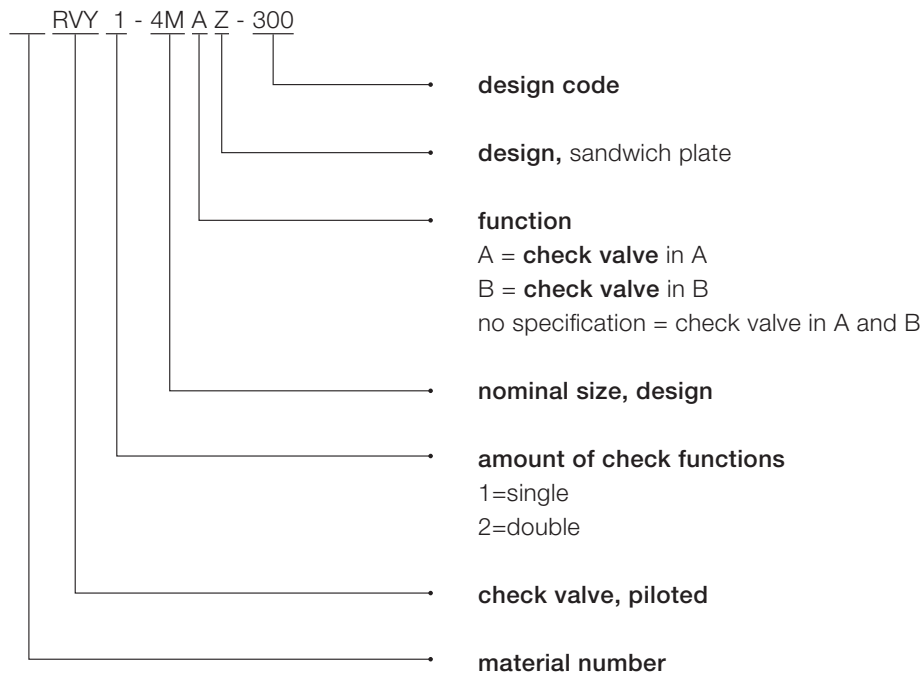 RVY 1 - 4M A Z - 300
design code
design, sandwich plate
function
A = check valve in A
B = check valve in B
no specification = check valve in A and B
nominal size, design
amount of check functions
1=single
2=double
check valve, piloted
material number